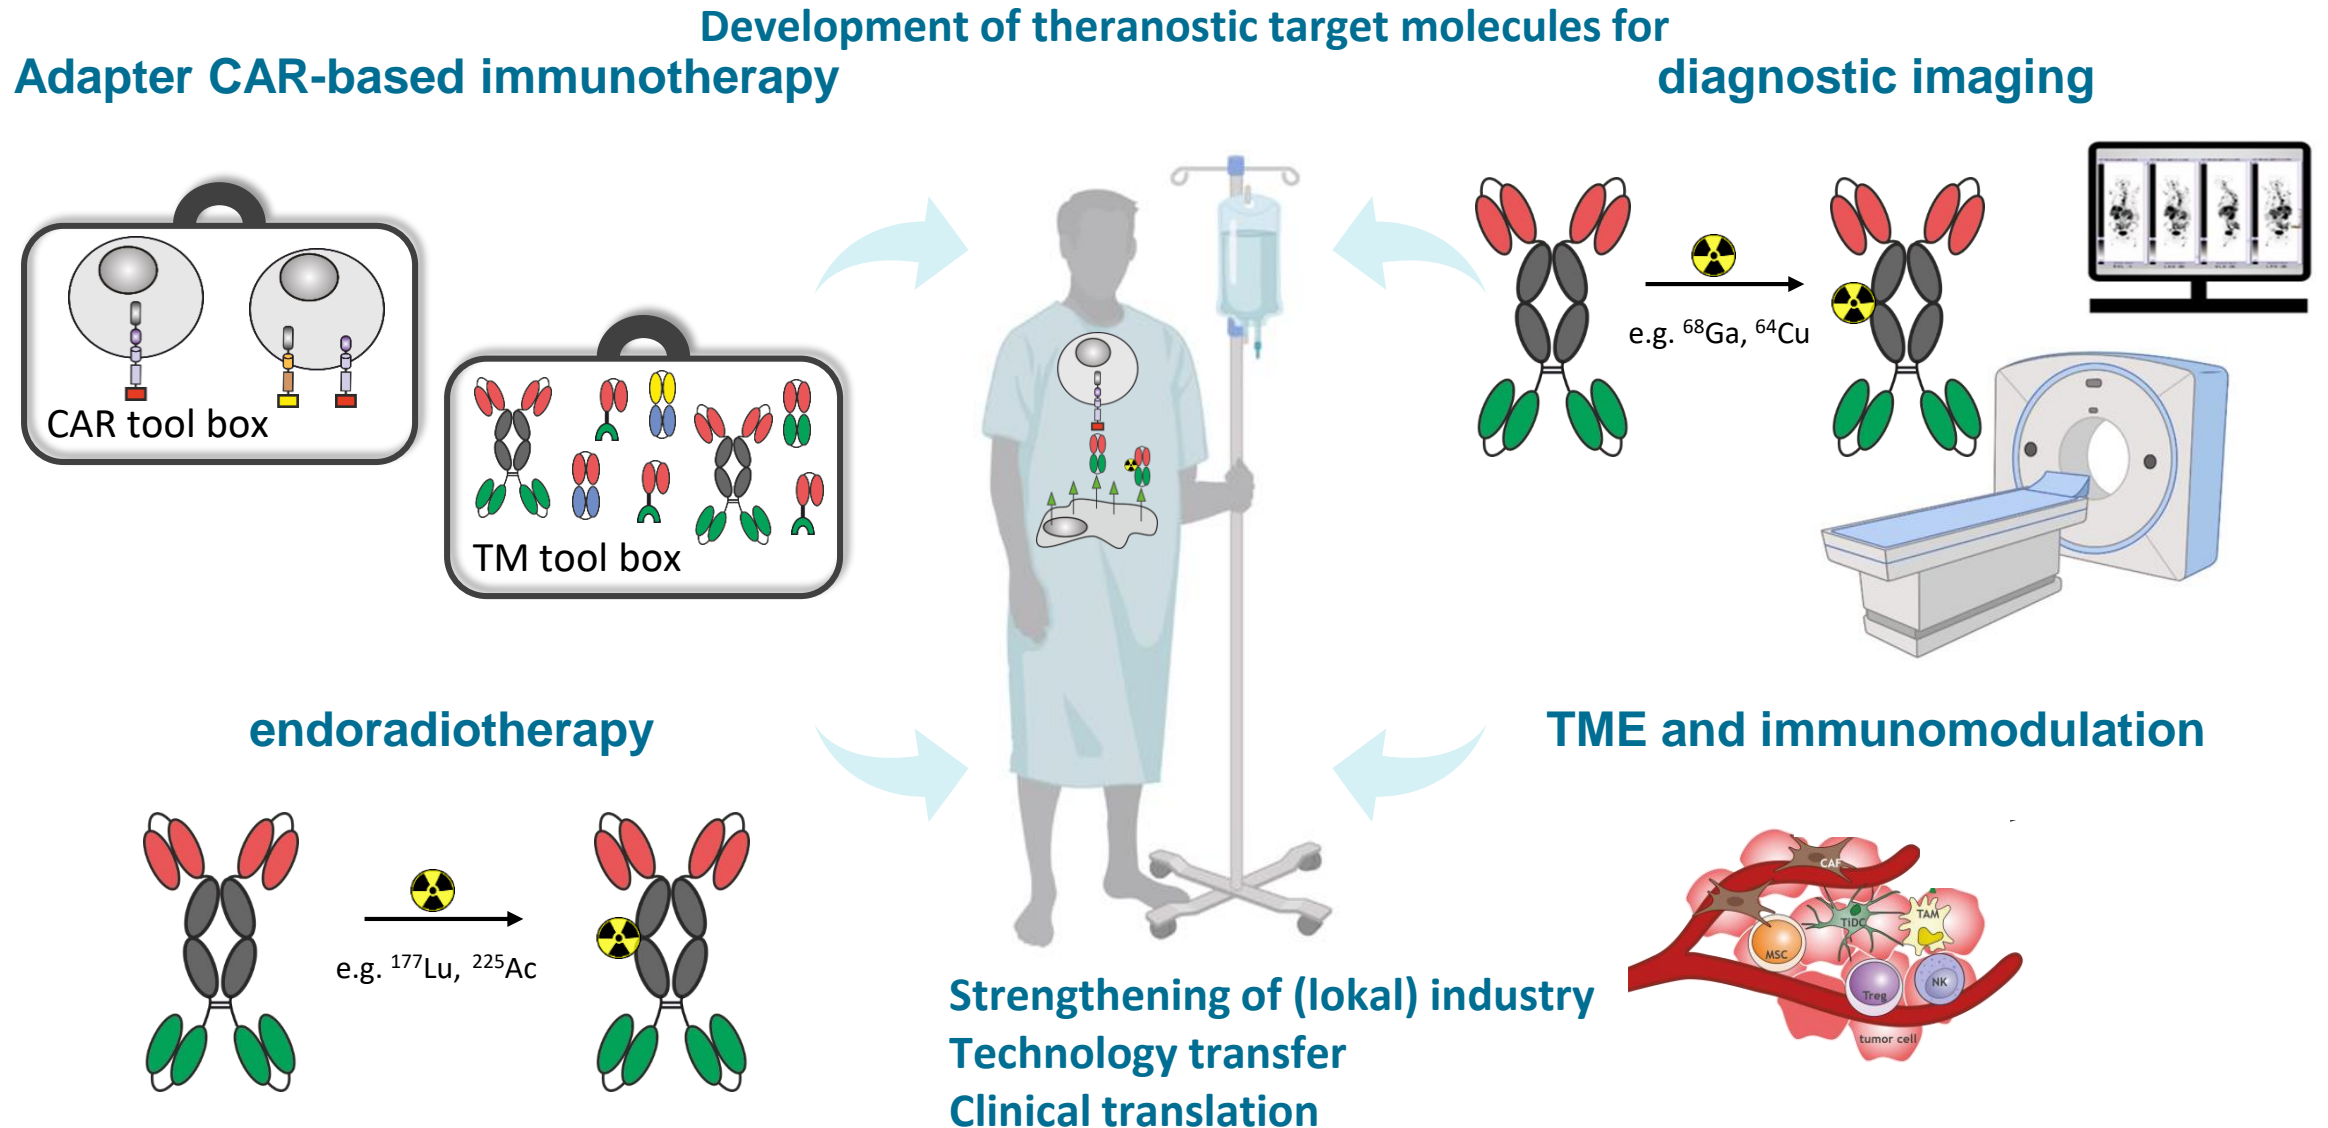 Development of theranostic target molecules for
Adapter CAR-based immunotherapy
diagnostic imaging
CAR tool box
TM tool box
e.g. ⁶⁸Ga, ⁶⁴Cu
endoradiotherapy
TME and immunomodulation
e.g. ¹⁷⁷Lu, ²²⁵Ac
CAF
TiDC
TAM
MSC
Treg
NK
tumor cell
Strengthening of (lokal) industry
Technology transfer
Clinical translation